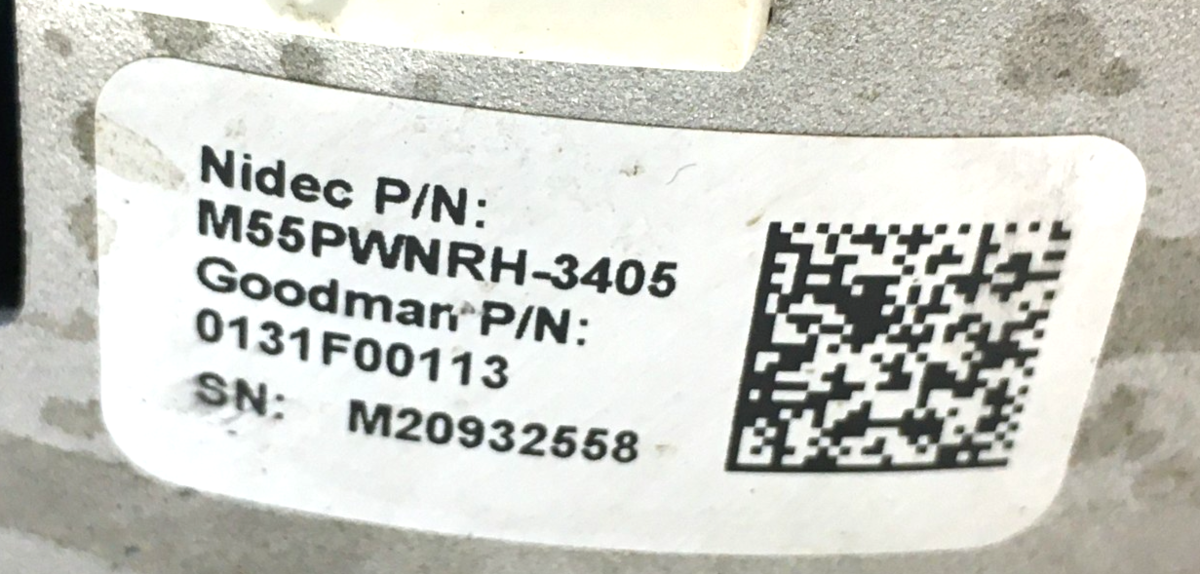 Nidec P/N:
M55PWNRH-3405
Goodman P/N:
0131F00113
SN: M20932558